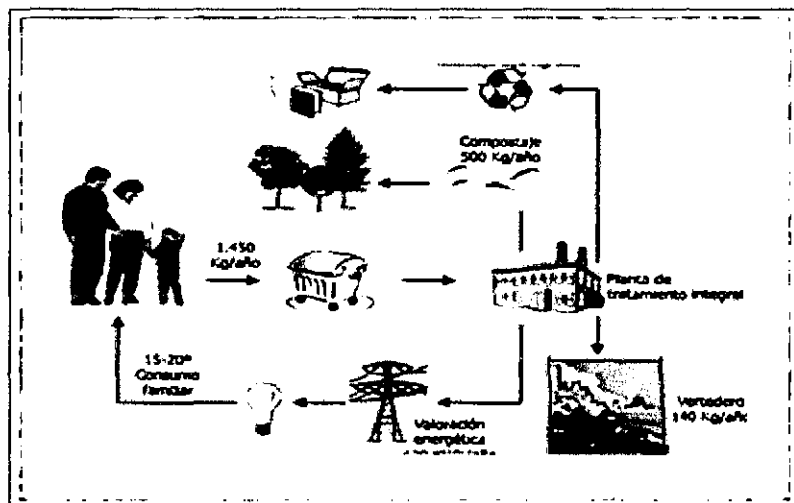 Compostaje
500 Kg/año
1.450
Kg/año
Planta de
tratamiento integral
15-20%
Consumo
familiar
Valoración
energética
Vertedero
140 Kg/año